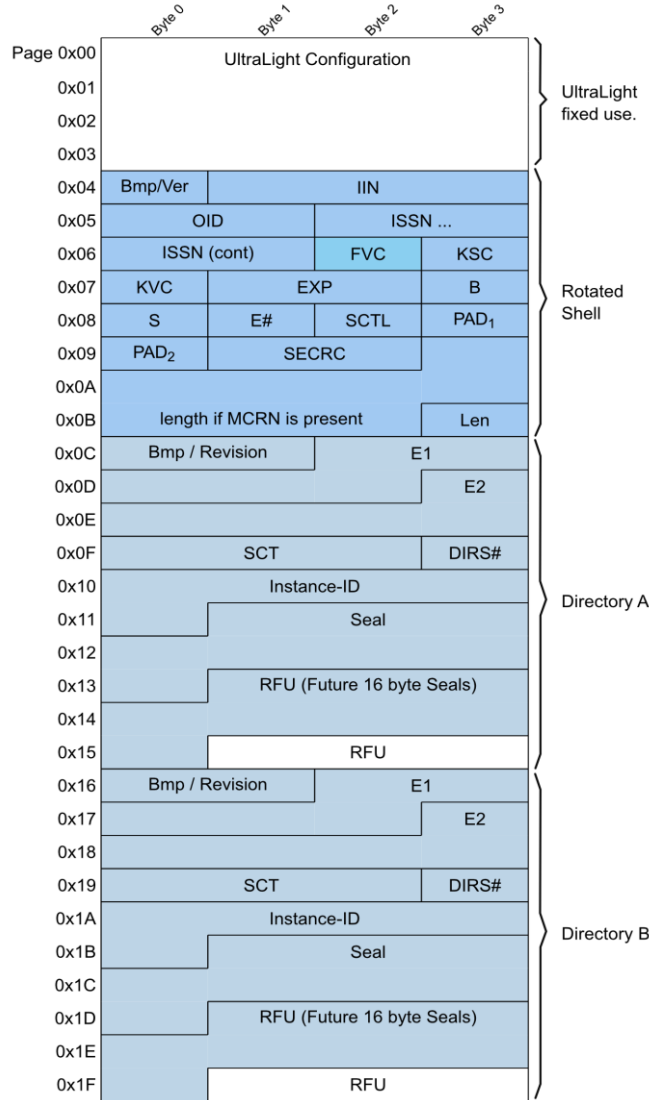 Byte 0 Byte 1 Byte 2 Byte 3
Page 0x00 UltraLight Configuration
0x01
UltraLight
fixed use.
0x02
0x03
0x04 Bmp/Ver IIN
0x05 OID ISSN ...
0x06 ISSN (cont) FVC KSC
0x07 KVC EXP B
Rotated
Shell
0x08 S E# SCTL PAD1
0x09 PAD2 SECRC
0x0A
0x0B length if MCRN is present Len
0x0C Bmp / Revision E1
0x0D E2
0x0E
0x0F SCT DIRS#
0x10 Instance-ID
Directory A
0x11 Seal
0x12
0x13 RFU (Future 16 byte Seals)
0x14
0x15 RFU
0x16 Bmp / Revision E1
0x17 E2
0x18
0x19 SCT DIRS#
0x1A Instance-ID
Directory B
0x1B Seal
0x1C
0x1D RFU (Future 16 byte Seals)
0x1E
0x1F RFU